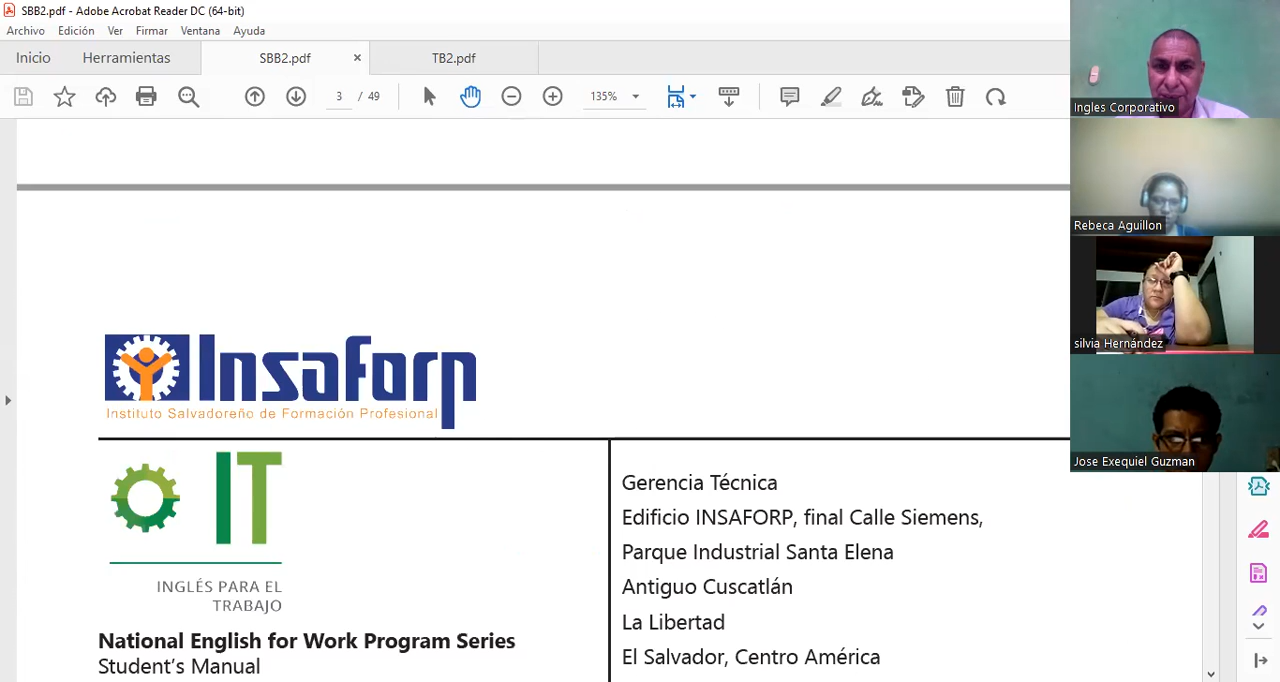 SBB2.pdf - Adobe Acrobat Reader DC (64-bit)
Archivo Edición Ver Firmar Ventana Ayuda
Inicio Herramientas SBB2.pdf × TB2.pdf
3 / 49 135%
Insaforp
Instituto Salvadoreño de Formación Profesional
IT
INGLÉS PARA EL
TRABAJO
National English for Work Program Series
Student's Manual
Gerencia Técnica
Edificio INSAFORP, final Calle Siemens,
Parque Industrial Santa Elena
Antiguo Cuscatlán
La Libertad
El Salvador, Centro América
Ingles Corporativo
Rebeca Aguillon
silvia Hernández
Jose Exequiel Guzman